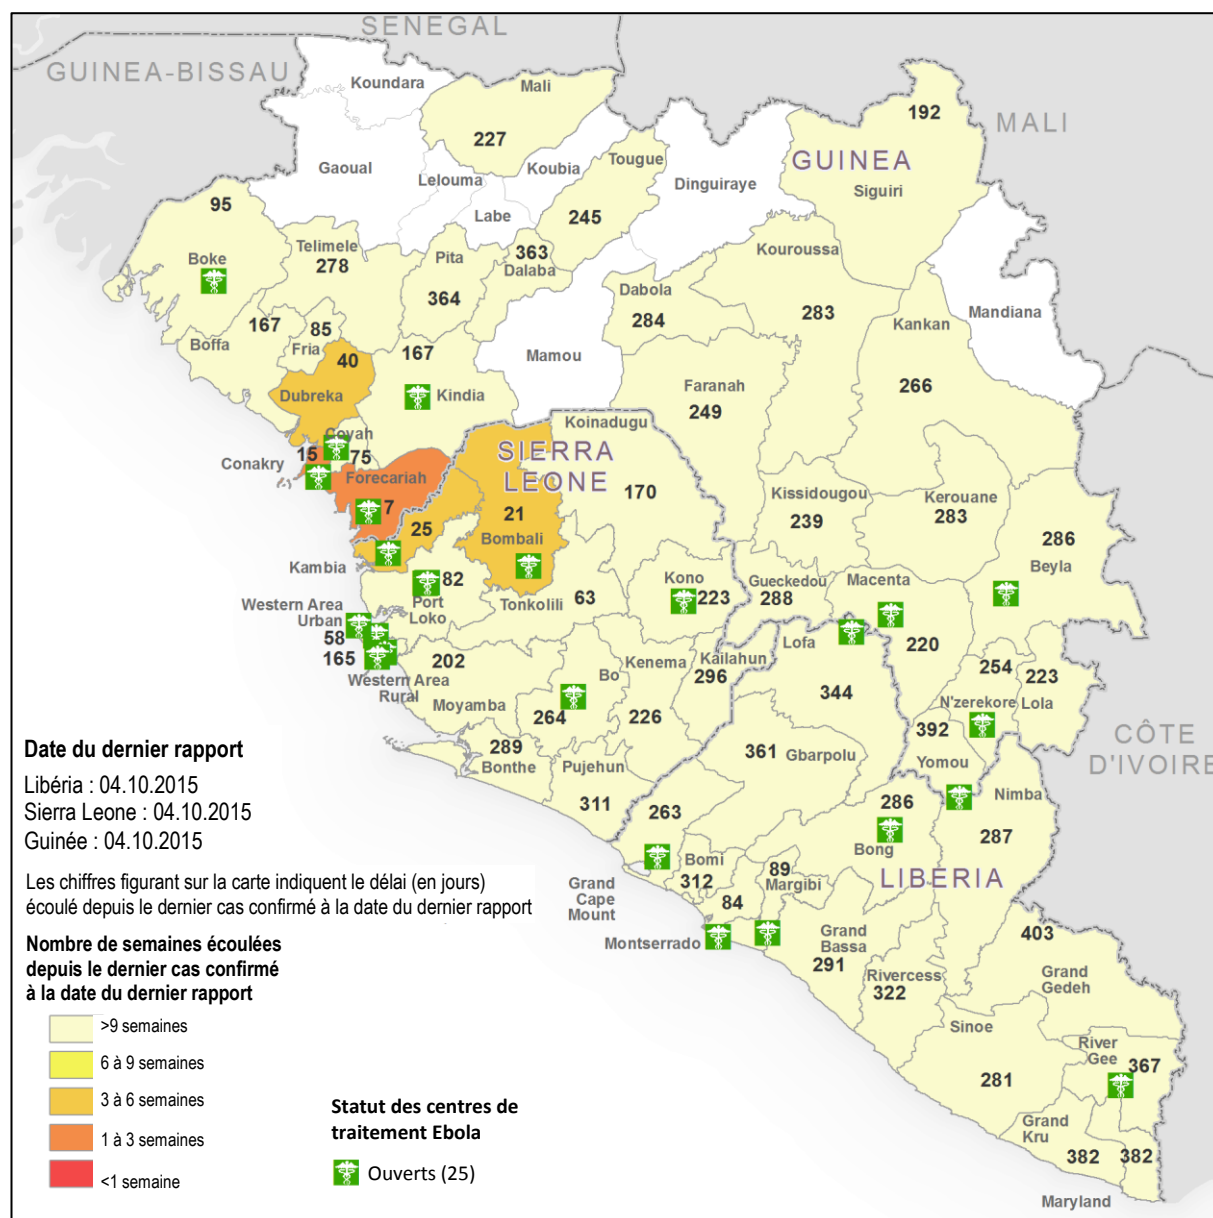 SENEGAL
GUINEA-BISSAU
Koundara
Mali
192
MALI
227
Gaoual
Koubia
Tougue
GUINEA
Lelouma
Dinguiraye
Siguiri
95
Labe
245
Telimele
278
Pita
363
Dalaba
Kouroussa
Boke
364
Dabola
284
283
Mandiana
167
85
Kankan
Boffa
Fria
40
167
Mamou
266
Dubreka
Kindia
Faranah
249
Koinadugu
Coyah
15
75
SIERRA
LEONE
Conakry
Forecariah
7
170
Kissidougou
239
Kerouane
283
25
21
Bombali
286
Beyla
Kambia
82
Port
Loko
Tonkolili
63
Kono
223
Gueckedou
288
Macenta
Western Area
Urban
58
165
Western Area
Rural
202
Moyamba
Bo
264
Kenema
226
Kailahun
296
Lofa
344
220
254
223
N'zerekore
Lola
392
Yomou
CÔTE
D'IVOIRE
289
Bonthe
Pujehun
311
361
Gbarpolu
263
286
Bong
Nimba
287
LIBERIA
Grand
Cape
Mount
Bomi
312
89
Margibi
84
Montserrado
Grand
Bassa
291
Rivercess
322
403
Grand
Gedeh
Sinoe
281
River
Gee
367
Grand
Kru
382
382
Maryland
Date du dernier rapport
Libéria : 04.10.2015
Sierra Leone : 04.10.2015
Guinée : 04.10.2015
Les chiffres figurant sur la carte indiquent le délai (en jours)
écoulé depuis le dernier cas confirmé à la date du dernier rapport
Nombre de semaines écoulées
depuis le dernier cas confirmé
à la date du dernier rapport
>9 semaines
6 à 9 semaines
3 à 6 semaines
1 à 3 semaines
<1 semaine
Statut des centres de
traitement Ebola
Ouverts (25)